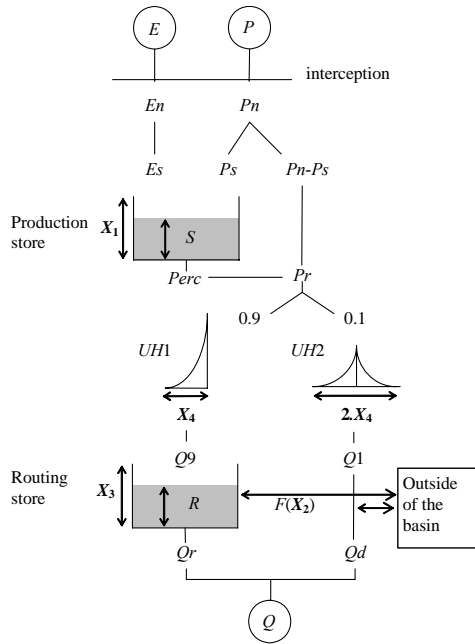 E P
interception
En Pn
Es Ps Pn-Ps
Production
store
X1
S
Perc Pr
0.9 0.1
UH1 UH2
X4 2.X4
Q9 Q1
Routing
store
X3
R
F(X2)
Outside
of the
basin
Qr Qd
Q